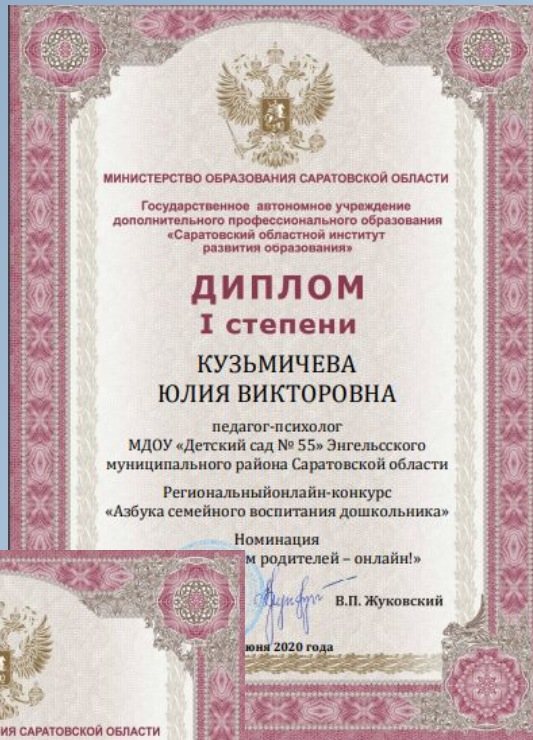 МИНИСТЕРСТВО ОБРАЗОВАНИЯ САРАТОВСКОЙ ОБЛАСТИ
Государственное автономное учреждение
дополнительного профессионального образования
«Саратовский областной институт
развития образования»
ДИПЛОМ
I степени
КУЗЬМИЧЕВА
ЮЛИЯ ВИКТОРОВНА
педагог-психолог
МДОУ «Детский сад № 55» Энгельсского
муниципального района Саратовской области
Региональныйонлайн-конкурс
«Азбука семейного воспитания дошкольника»
Номинация
м родителей – онлайн!»
В.П. Жуковский
юня 2020 года
ИЯ САРАТОВСКОЙ ОБЛАСТИ